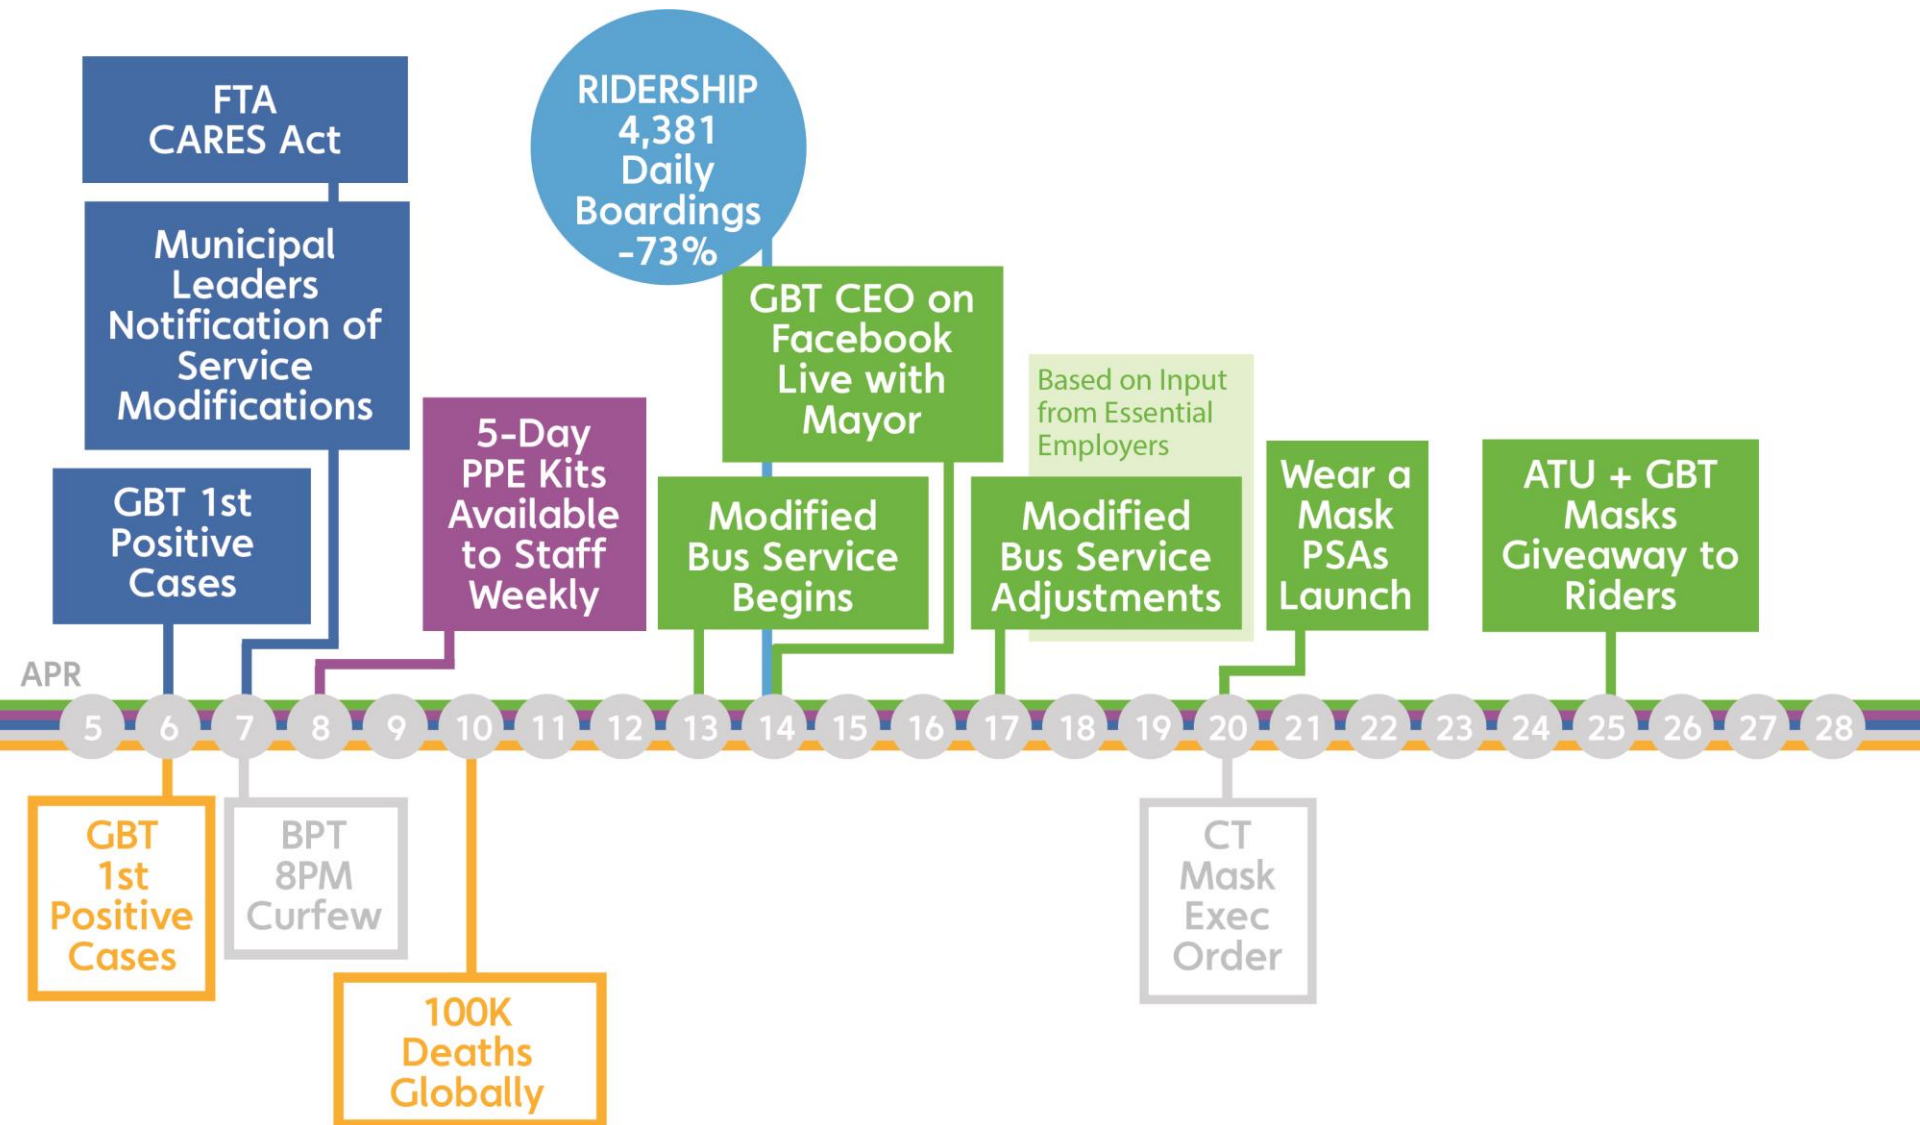 FTA
CARES Act
Municipal
Leaders
Notification of
Service
Modifications
GBT 1st
Positive
Cases
5-Day
PPE Kits
Available
to Staff
Weekly
RIDERSHIP
4,381
Daily
Boardings
-73%
GBT CEO on
Facebook
Live with
Mayor
Modified
Bus Service
Begins
Based on Input
from Essential
Employers
Modified
Bus Service
Adjustments
Wear a
Mask
PSAs
Launch
ATU + GBT
Masks
Giveaway to
Riders
APR
5 6 7 8 9 10 11 12 13 14 15 16 17 18 19 20 21 22 23 24 25 26 27 28
GBT
1st
Positive
Cases
BPT
8PM
Curfew
100K
Deaths
Globally
CT
Mask
Exec
Order